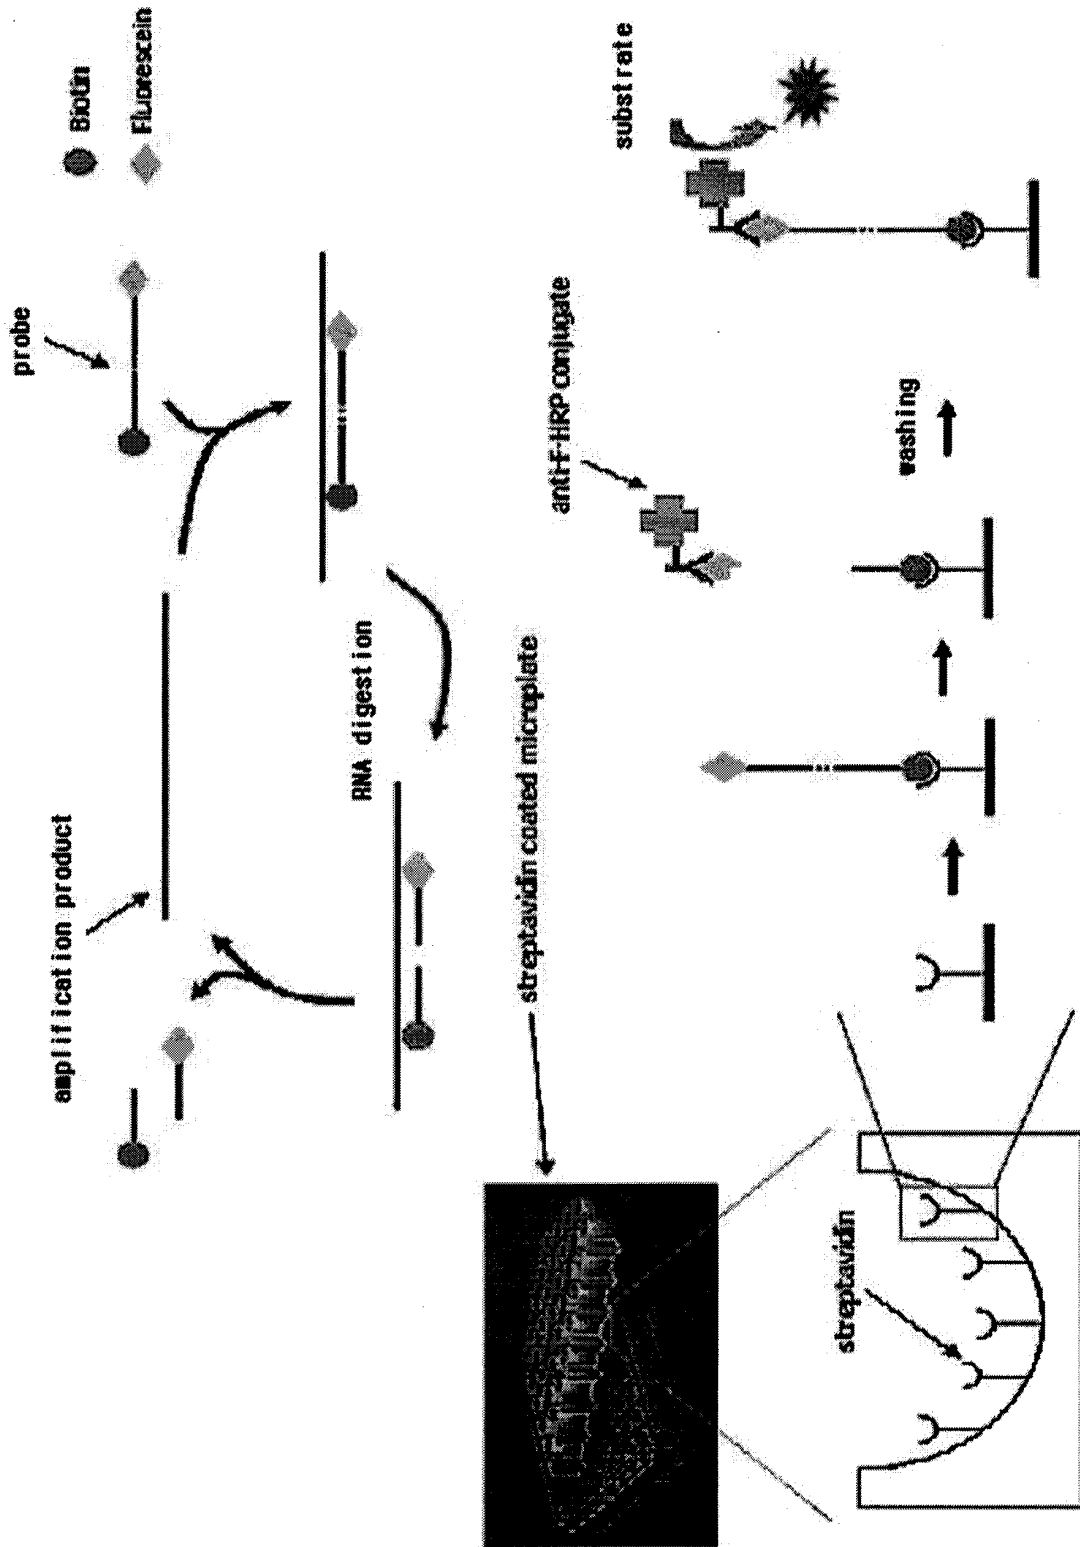 amplification product
probe
Biotin
Fluorescein
RNA digestion
streptavidin coated microplate
anti-F-HRP conjugate
substrate
streptavidin
washing